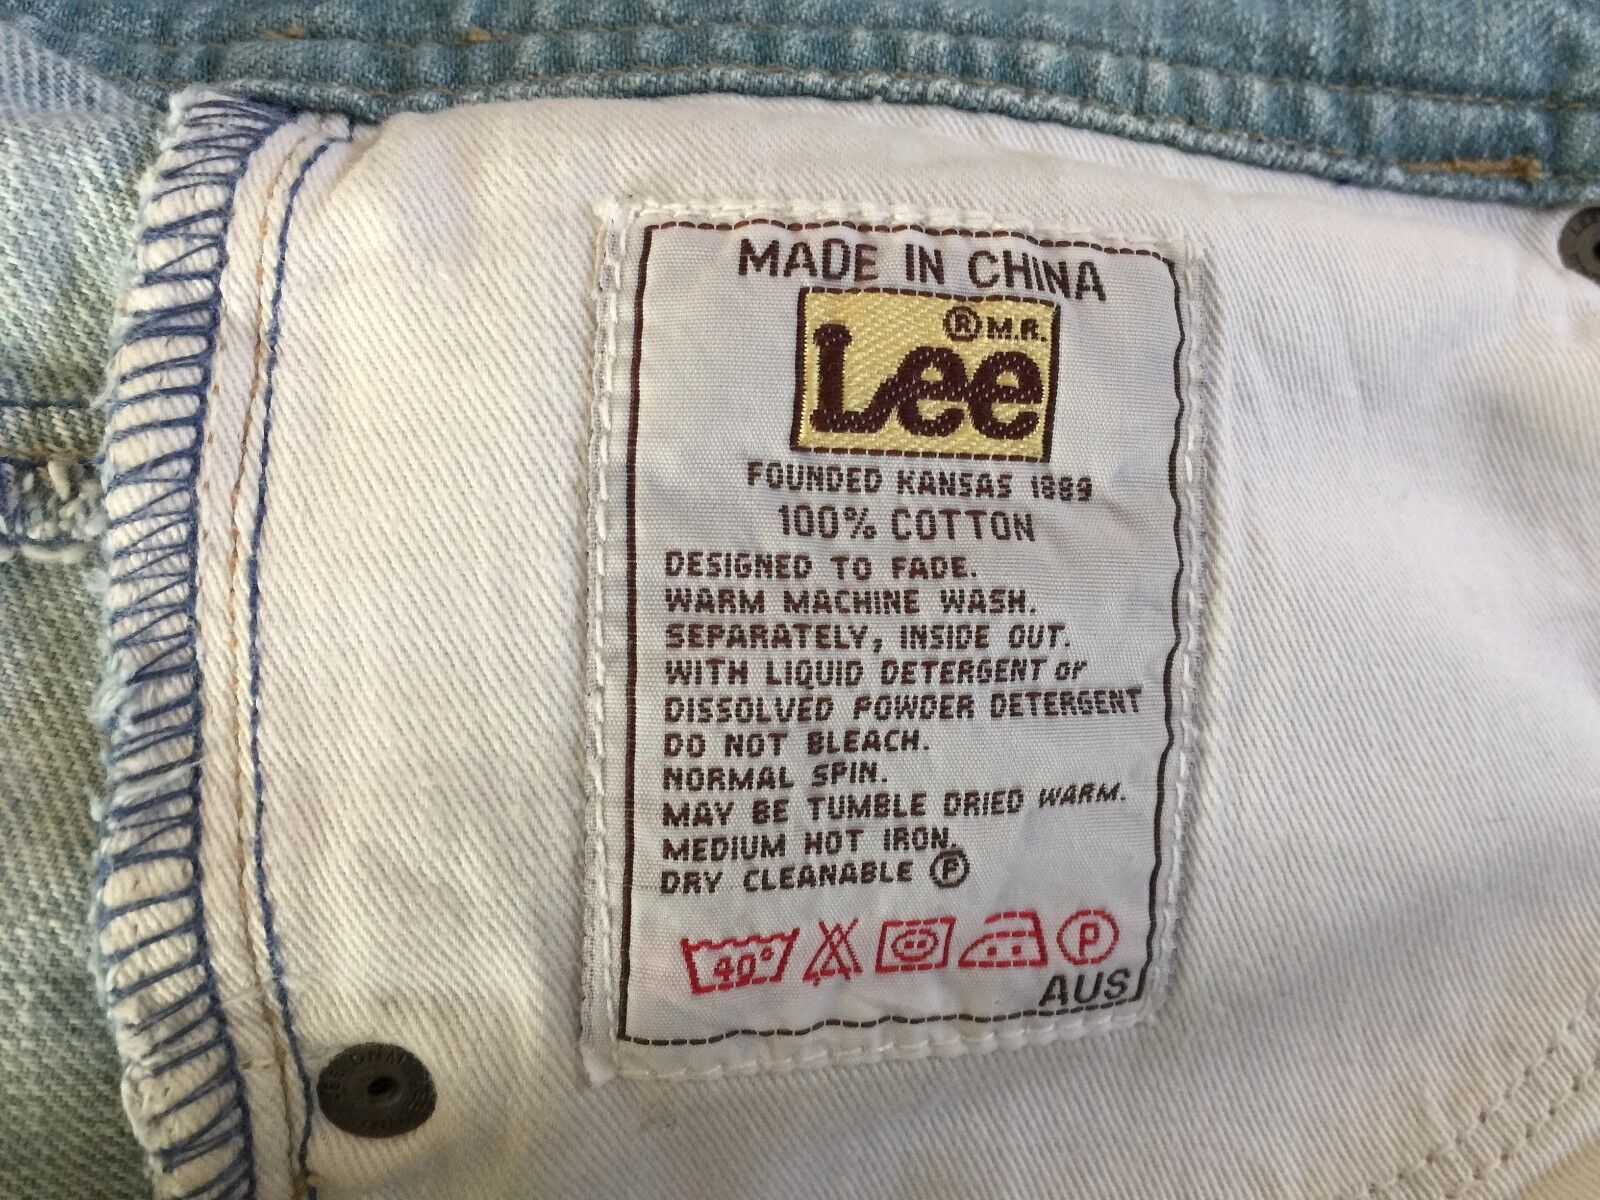 MADE IN CHINA
® M.R.
Lee
FOUNDED KANSAS 1889
100% COTTON
DESIGNED TO FADE.
WARM MACHINE WASH.
SEPARATELY, INSIDE OUT.
WITH LIQUID DETERGENT or
DISSOLVED POWDER DETERGENT
DO NOT BLEACH.
NORMAL SPIN.
MAY BE TUMBLE DRIED WARM.
MEDIUM HOT IRON.
DRY CLEANABLE Ⓟ
40°
P
AUS